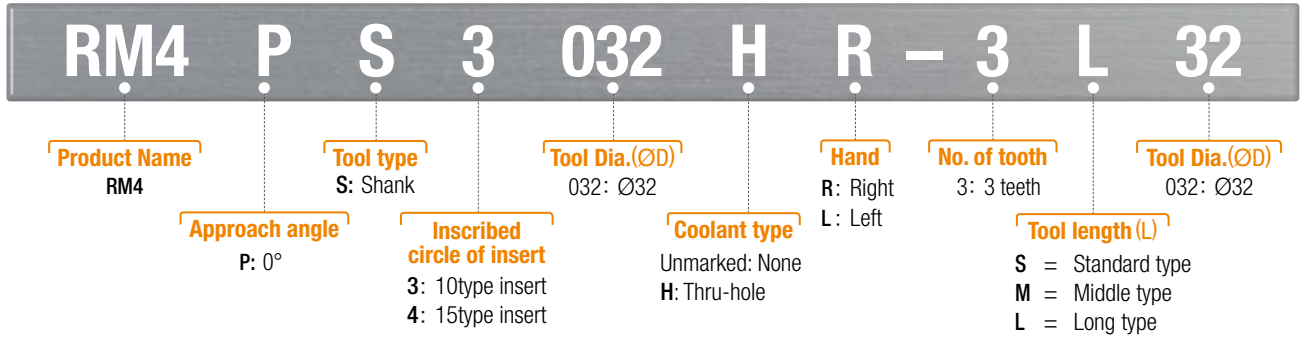 RM4 P S 3 032 H R – 3 L 32
Product Name
RM4
Approach angle
P: 0°
Tool type
S: Shank
Inscribed
circle of insert
3: 10type insert
4: 15type insert
Tool Dia.(ØD)
032: Ø32
Coolant type
Unmarked: None
H: Thru-hole
Hand
R: Right
L: Left
No. of tooth
3: 3 teeth
Tool length (L)
S = Standard type
M = Middle type
L = Long type
Tool Dia.(ØD)
032: Ø32